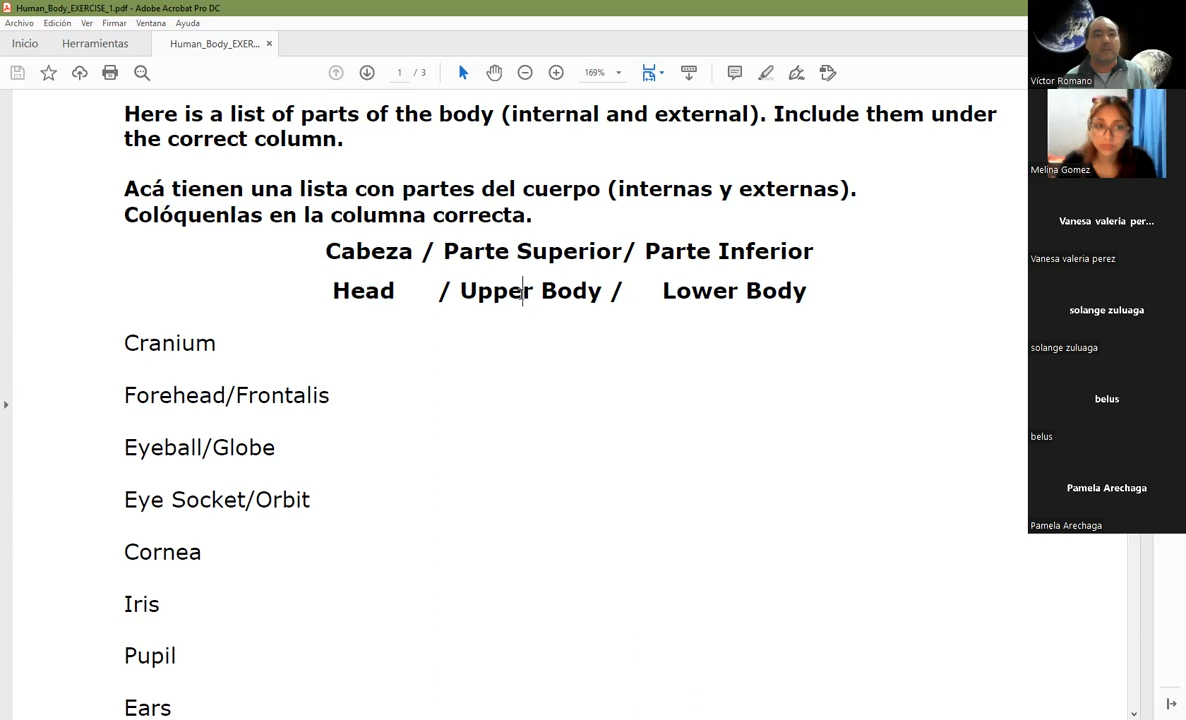 Human_Body_EXERCISE_1.pdf - Adobe Acrobat Pro DC
Archivo Edición Ver Firmar Ventana Ayuda
Inicio Herramientas Human_Body_EXER... ×
1 / 3 169%
Here is a list of parts of the body (internal and external). Include them under
the correct column.
Acá tienen una lista con partes del cuerpo (internas y externas).
Colóquenlas en la columna correcta.
Cabeza / Parte Superior/ Parte Inferior
Head / Upper Body / Lower Body
Cranium
Forehead/Frontalis
Eyeball/Globe
Eye Socket/Orbit
Cornea
Iris
Pupil
Ears
Víctor Romano
Melina Gomez
Vanesa valeria per...
Vanesa valeria perez
solange zuluaga
solange zuluaga
belus
belus
Pamela Arechaga
Pamela Arechaga